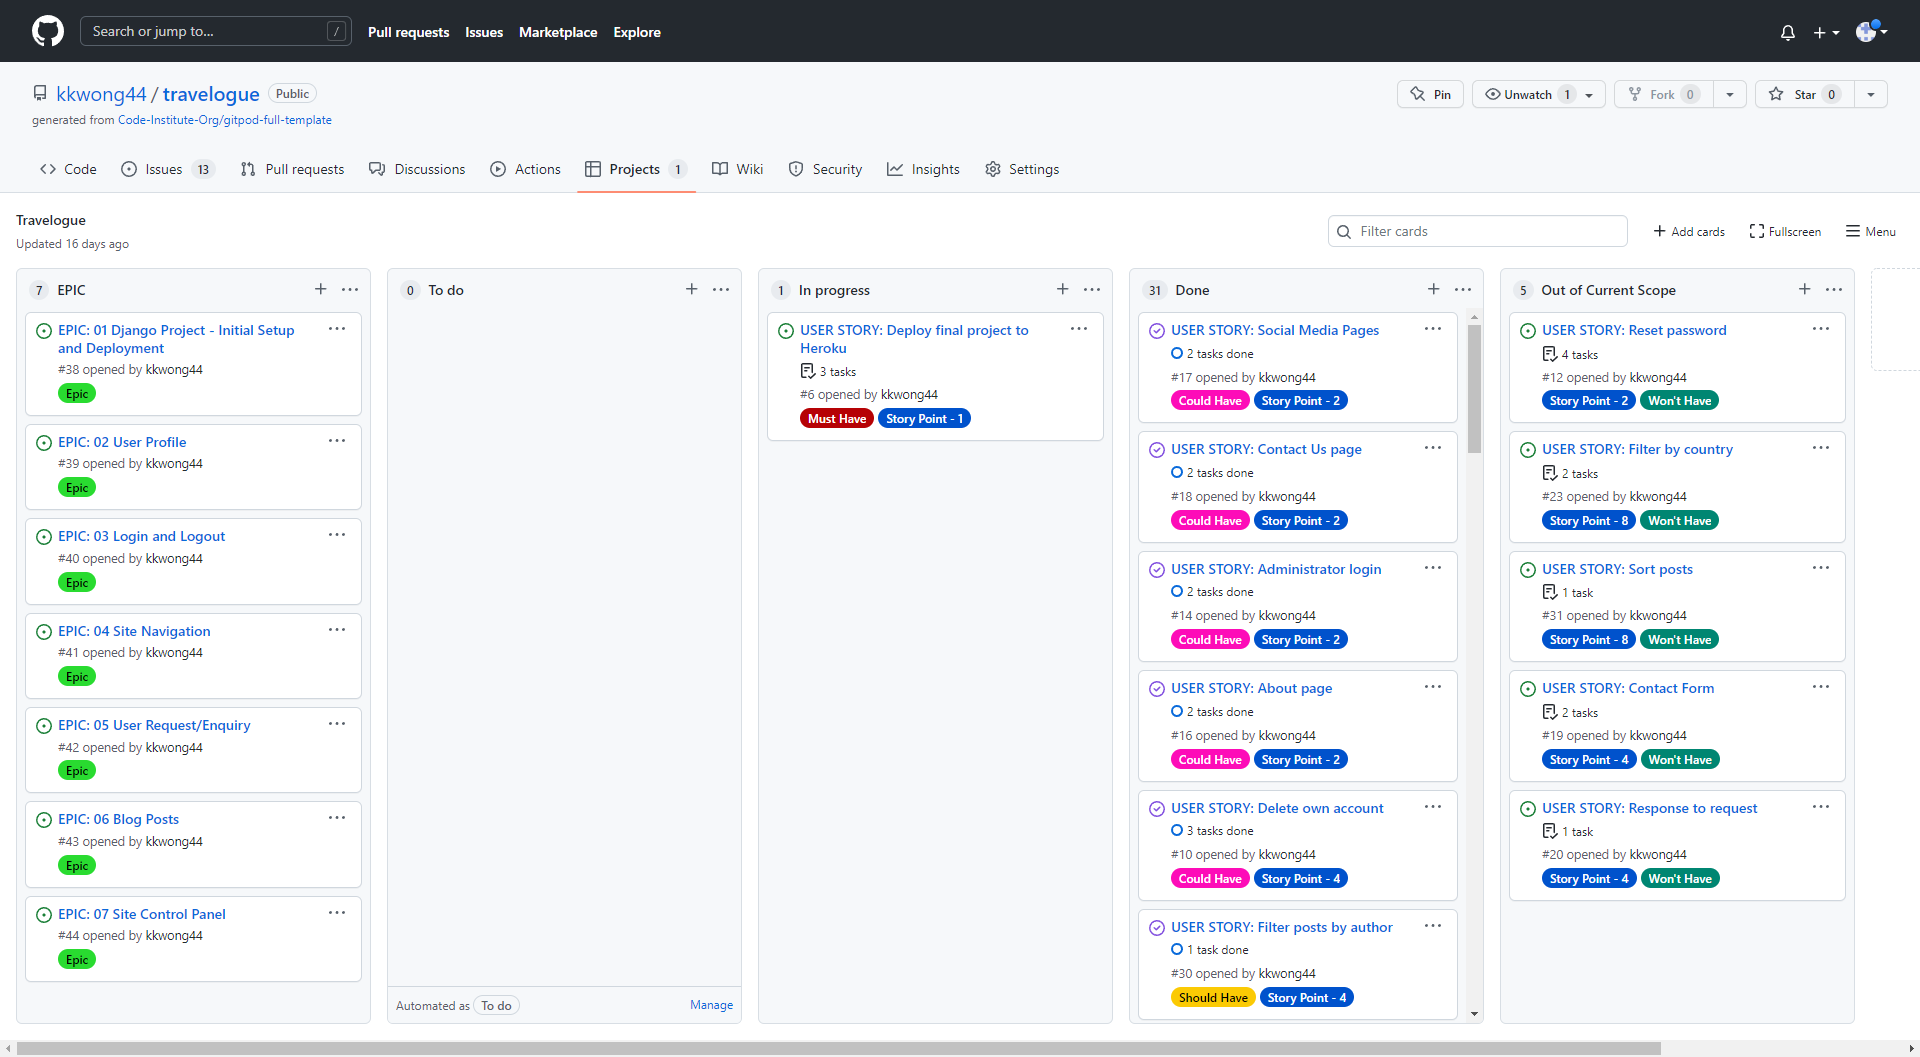 Search or jump to... /
Pull requests Issues Marketplace Explore
kkwong44 / travelogue Public
generated from Code-Institute-Org/gitpod-full-template
Pin Unwatch 1 Fork 0 Star 0
Code Issues 13 Pull requests Discussions Actions Projects 1 Wiki Security Insights Settings
Travelogue
Updated 16 days ago
Filter cards
Add cards Fullscreen Menu
7 EPIC
EPIC: 01 Django Project - Initial Setup
and Deployment
#38 opened by kkwong44
Epic
EPIC: 02 User Profile
#39 opened by kkwong44
Epic
EPIC: 03 Login and Logout
#40 opened by kkwong44
Epic
EPIC: 04 Site Navigation
#41 opened by kkwong44
Epic
EPIC: 05 User Request/Enquiry
#42 opened by kkwong44
Epic
EPIC: 06 Blog Posts
#43 opened by kkwong44
Epic
EPIC: 07 Site Control Panel
#44 opened by kkwong44
Epic
0 To do
Automated as To do Manage
1 In progress
USER STORY: Deploy final project to
Heroku
3 tasks
#6 opened by kkwong44
Must Have Story Point - 1
31 Done
USER STORY: Social Media Pages
2 tasks done
#17 opened by kkwong44
Could Have Story Point - 2
USER STORY: Contact Us page
2 tasks done
#18 opened by kkwong44
Could Have Story Point - 2
USER STORY: Administrator login
2 tasks done
#14 opened by kkwong44
Could Have Story Point - 2
USER STORY: About page
2 tasks done
#16 opened by kkwong44
Could Have Story Point - 2
USER STORY: Delete own account
3 tasks done
#10 opened by kkwong44
Could Have Story Point - 4
USER STORY: Filter posts by author
1 task done
#30 opened by kkwong44
Should Have Story Point - 4
5 Out of Current Scope
USER STORY: Reset password
4 tasks
#12 opened by kkwong44
Story Point - 2 Won't Have
USER STORY: Filter by country
2 tasks
#23 opened by kkwong44
Story Point - 8 Won't Have
USER STORY: Sort posts
1 task
#31 opened by kkwong44
Story Point - 8 Won't Have
USER STORY: Contact Form
2 tasks
#19 opened by kkwong44
Story Point - 4 Won't Have
USER STORY: Response to request
1 task
#20 opened by kkwong44
Story Point - 4 Won't Have